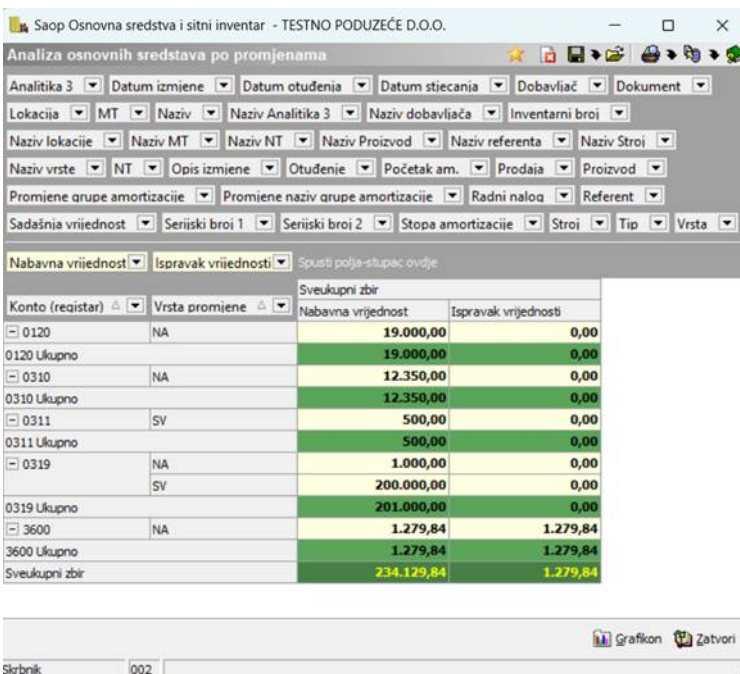 Saop Osnovna sredstva i sitni inventar - TESTNO PODUZEĆE D.O.O.
Analiza osnovnih sredstava po promjenama
Analitika 3 Datum izmjene Datum otuđenja Datum stjecanja Dobavljač Dokument
Lokacija MT Naziv Naziv Analitika 3 Naziv dobavljača Inventarni broj
Naziv lokacije Naziv MT Naziv NT Naziv Proizvod Naziv referenta Naziv Stroj
Naziv vrste NT Opis izmjene Otuđenje Početak am. Prodaja Proizvod
Promjene grupe amortizacije Promjene naziv grupe amortizacije Radni nalog Referent
Sadašnja vrijednost Serijski broj 1 Serijski broj 2 Stopa amortizacije Stroj Tip Vrsta
Nabavna vrijednost Ispravak vrijednosti Spusti polja-stupac ovdje
Sveukupni zbir
Konto (registar) Vrsta promjene Nabavna vrijednost Ispravak vrijednosti
0120 NA 19.000,00 0,00
0120 Ukupno 19.000,00 0,00
0310 NA 12.350,00 0,00
0310 Ukupno 12.350,00 0,00
0311 SV 500,00 0,00
0311 Ukupno 500,00 0,00
0319 NA 1.000,00 0,00
SV 200.000,00 0,00
0319 Ukupno 201.000,00 0,00
3600 NA 1.279,84 1.279,84
3600 Ukupno 1.279,84 1.279,84
Sveukupni zbir 234.129,84 1.279,84
Grafikon Zatvori
Skrbnik 002